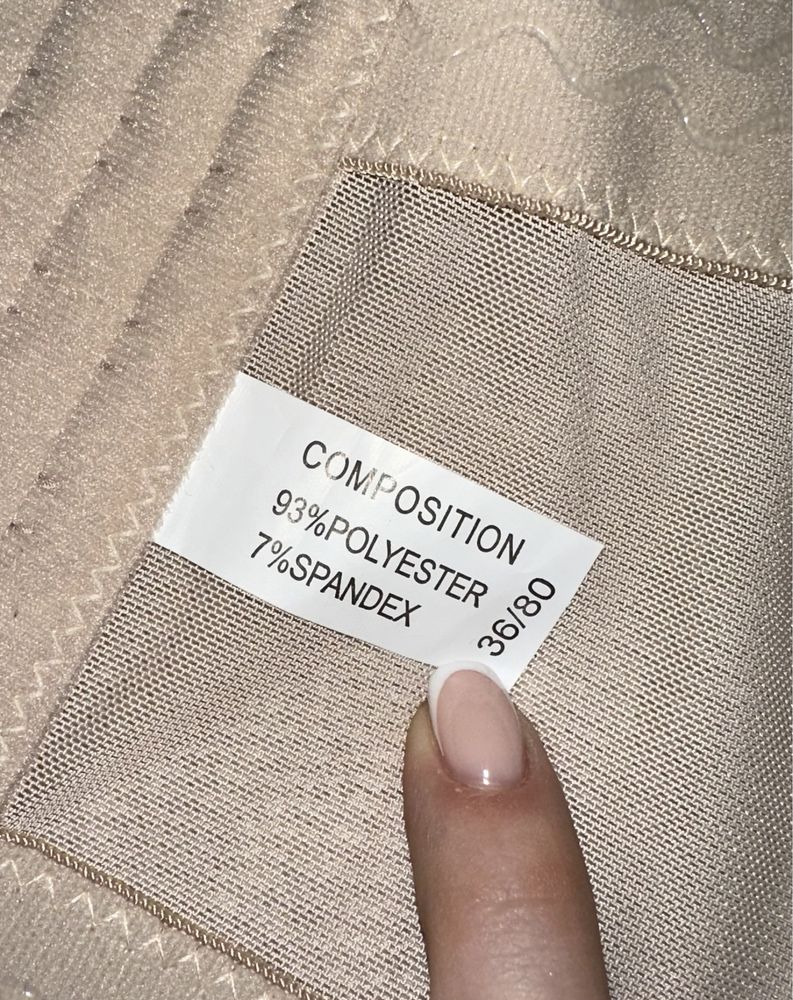 COMPOSITION
93%POLYESTER
7%SPANDEX
36/80